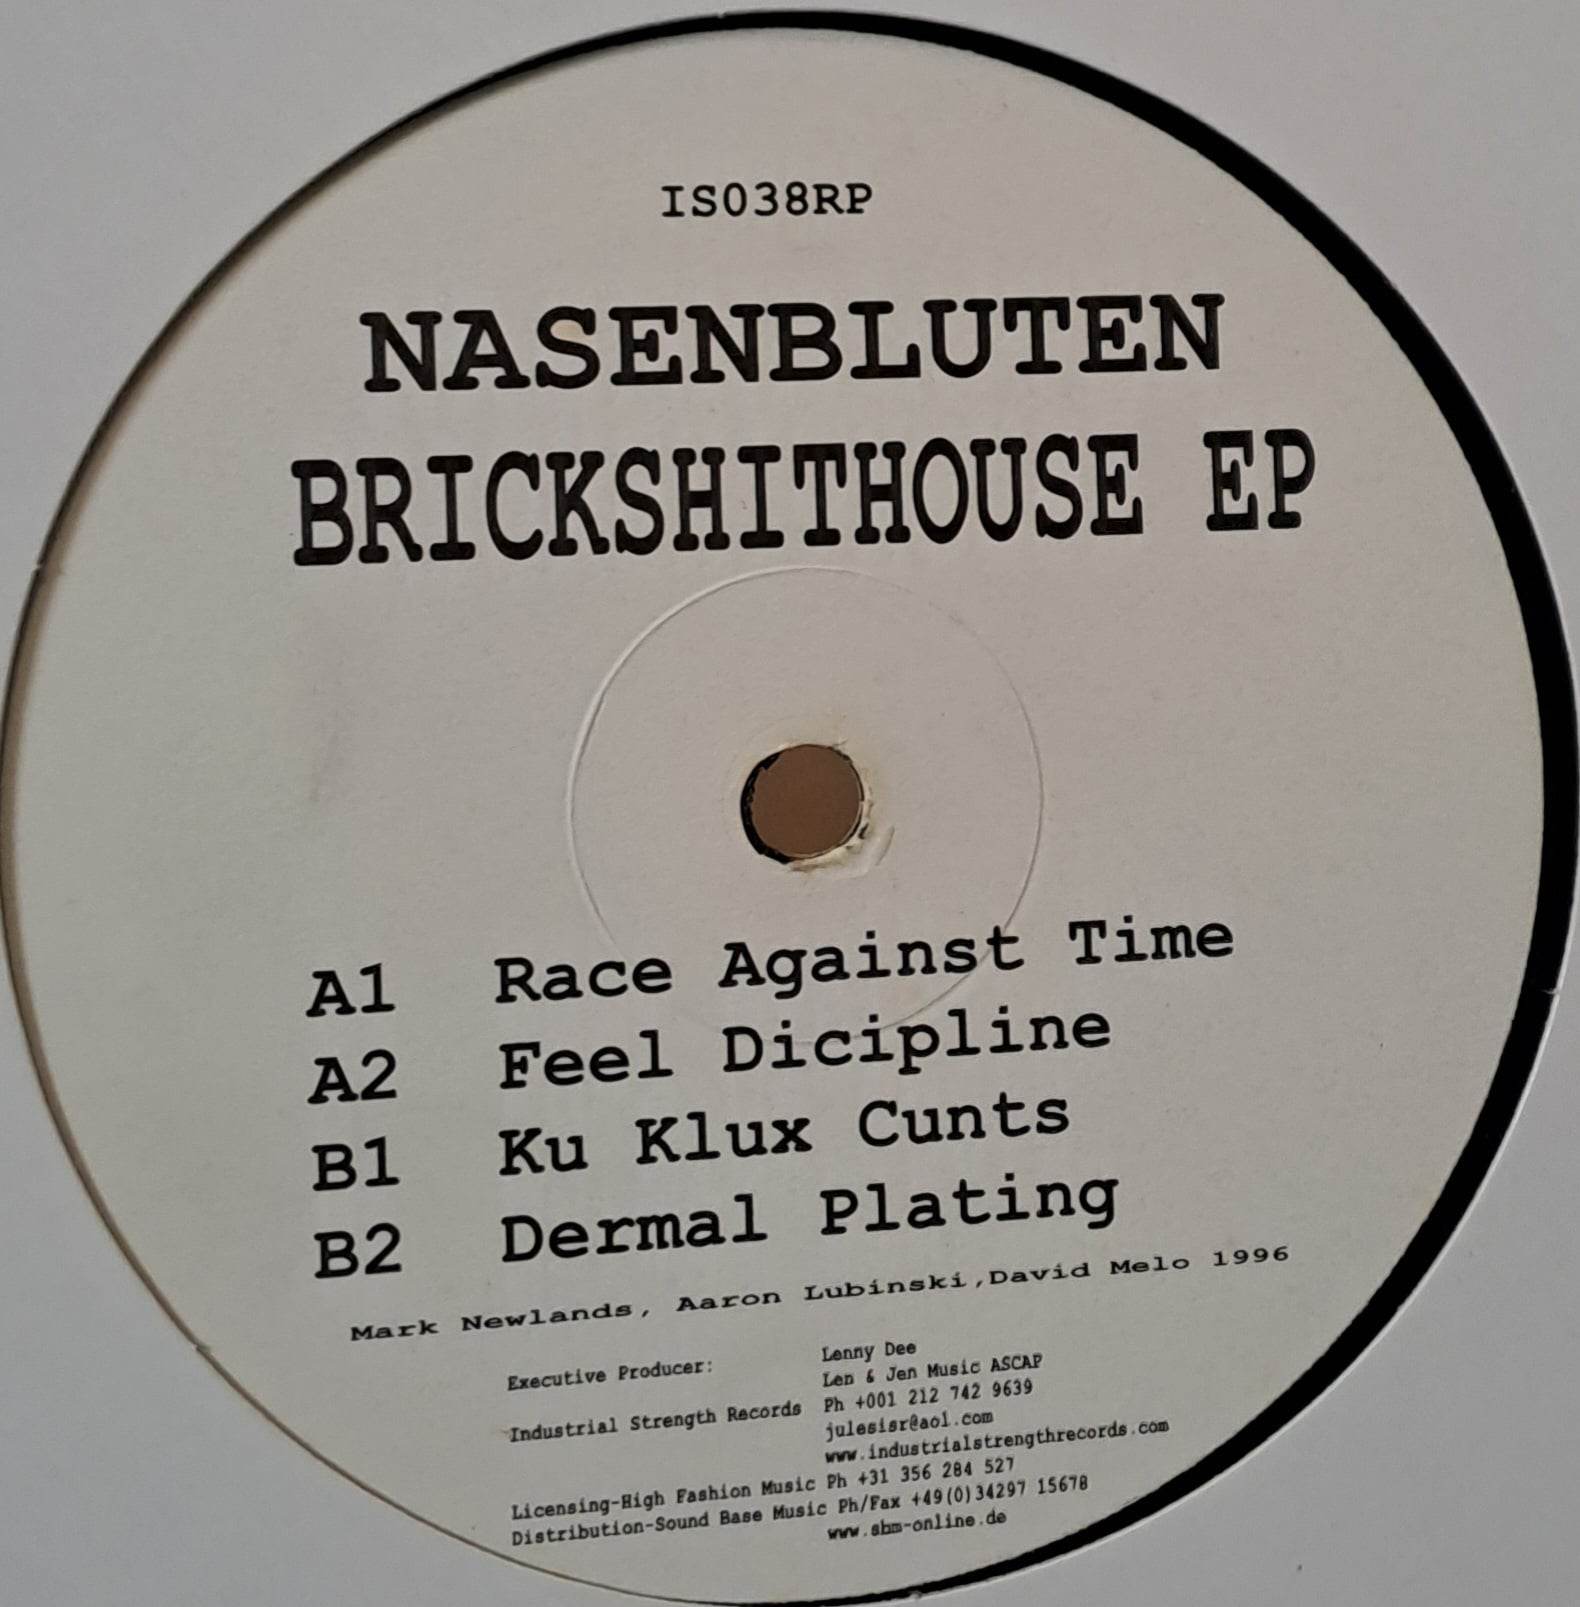 IS038RP
NASENBLUTEN
BRICKSHITHOUSE EP
A1 Race Against Time
A2 Feel Dicipline
B1 Ku Klux Cunts
B2 Dermal Plating
Mark Newlands, Aaron Lubinski,David Melo 1996
Executive Producer: Lenny Dee
Len & Jen Music ASCAP
Industrial Strength Records Ph +001 212 742 9639
julesisr@aol.com
www.industrialstrengthrecords.com
Licensing-High Fashion Music Ph +31 356 284 527
Distribution-Sound Base Music Ph/Fax +49(0)34297 15678
www.sbm-online.de